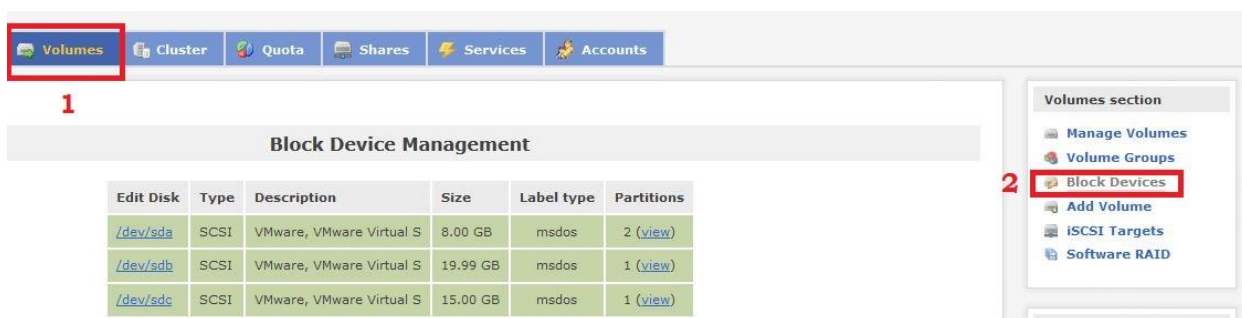 Volumes Cluster Quota Shares Services Accounts
1
Block Device Management
Edit Disk Type Description Size Label type Partitions
/dev/sda SCSI VMware, VMware Virtual S 8.00 GB msdos 2 (view)
/dev/sdb SCSI VMware, VMware Virtual S 19.99 GB msdos 1 (view)
/dev/sdc SCSI VMware, VMware Virtual S 15.00 GB msdos 1 (view)
Volumes section
Manage Volumes
Volume Groups
2 Block Devices
Add Volume
iSCSI Targets
Software RAID